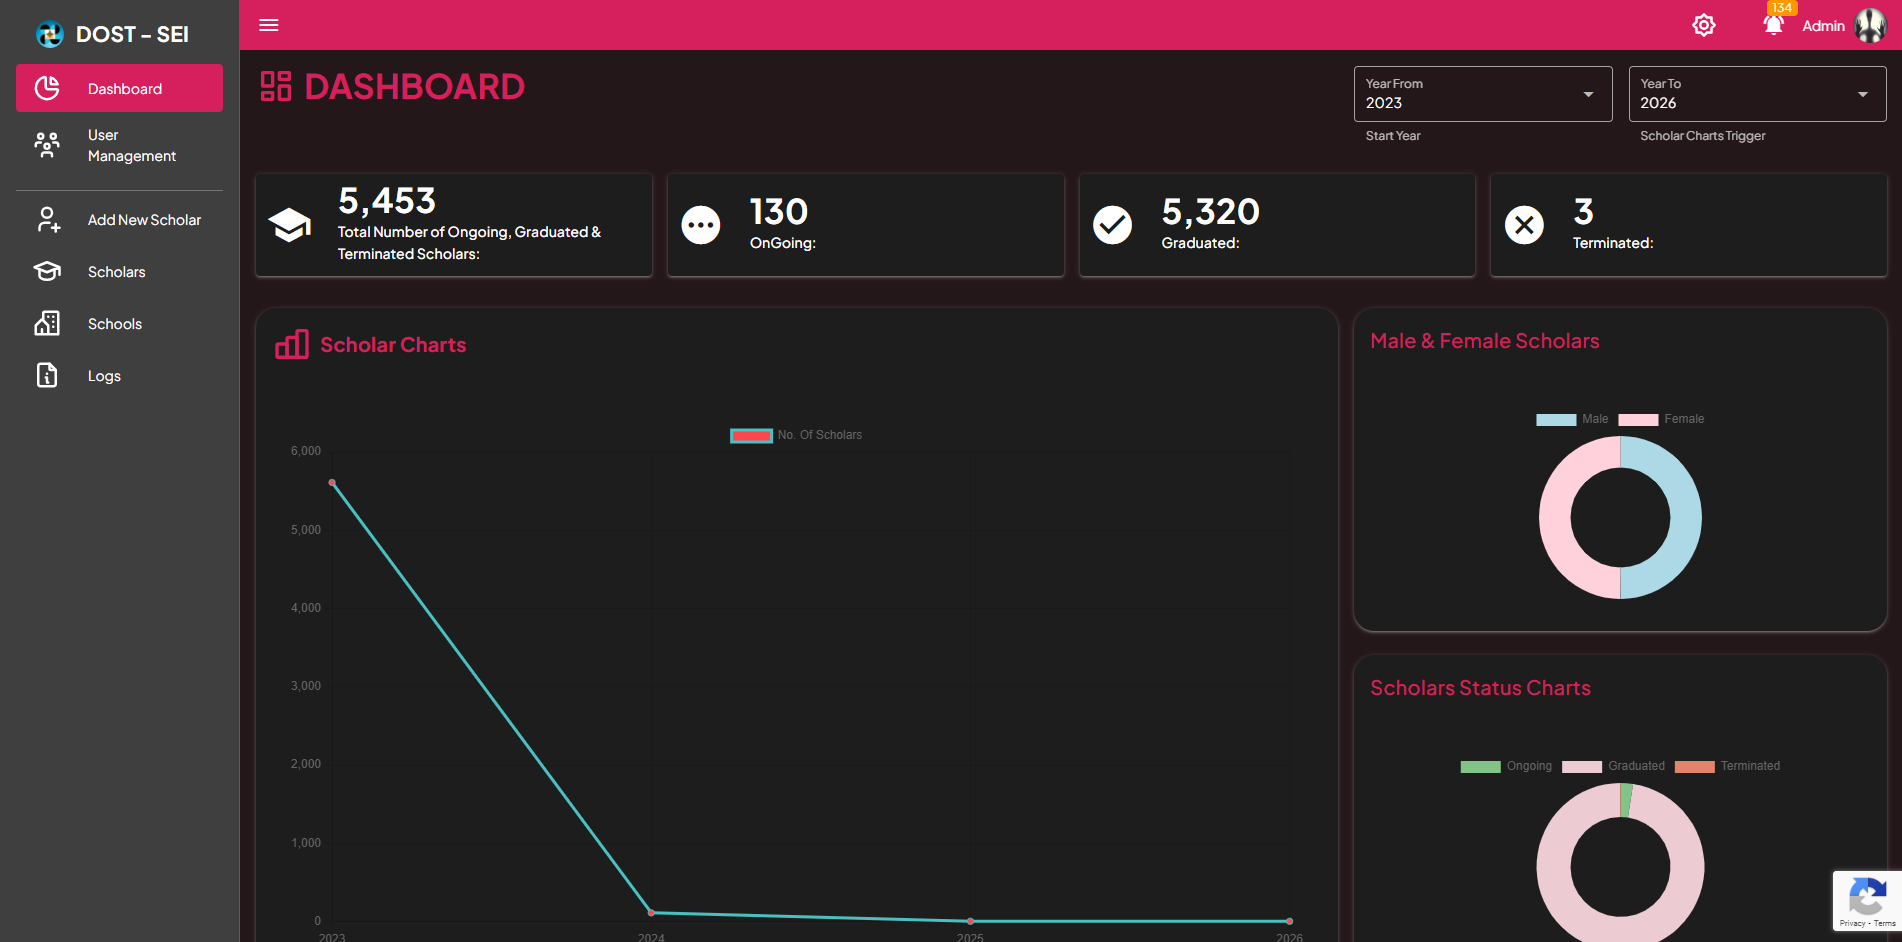 DOST - SEI
Dashboard
User
Management
Add New Scholar
Scholars
Schools
Logs
134
Admin
DASHBOARD
Year From
2023
Start Year
Year To
2026
Scholar Charts Trigger
5,453
Total Number of Ongoing, Graduated &
Terminated Scholars:
130
OnGoing:
5,320
Graduated:
3
Terminated:
Scholar Charts
No. Of Scholars
6,000
5,000
4,000
3,000
2,000
1,000
0
2023 2024 2025 2026
Male & Female Scholars
Male Female
Scholars Status Charts
Ongoing Graduated Terminated
Privacy - Terms